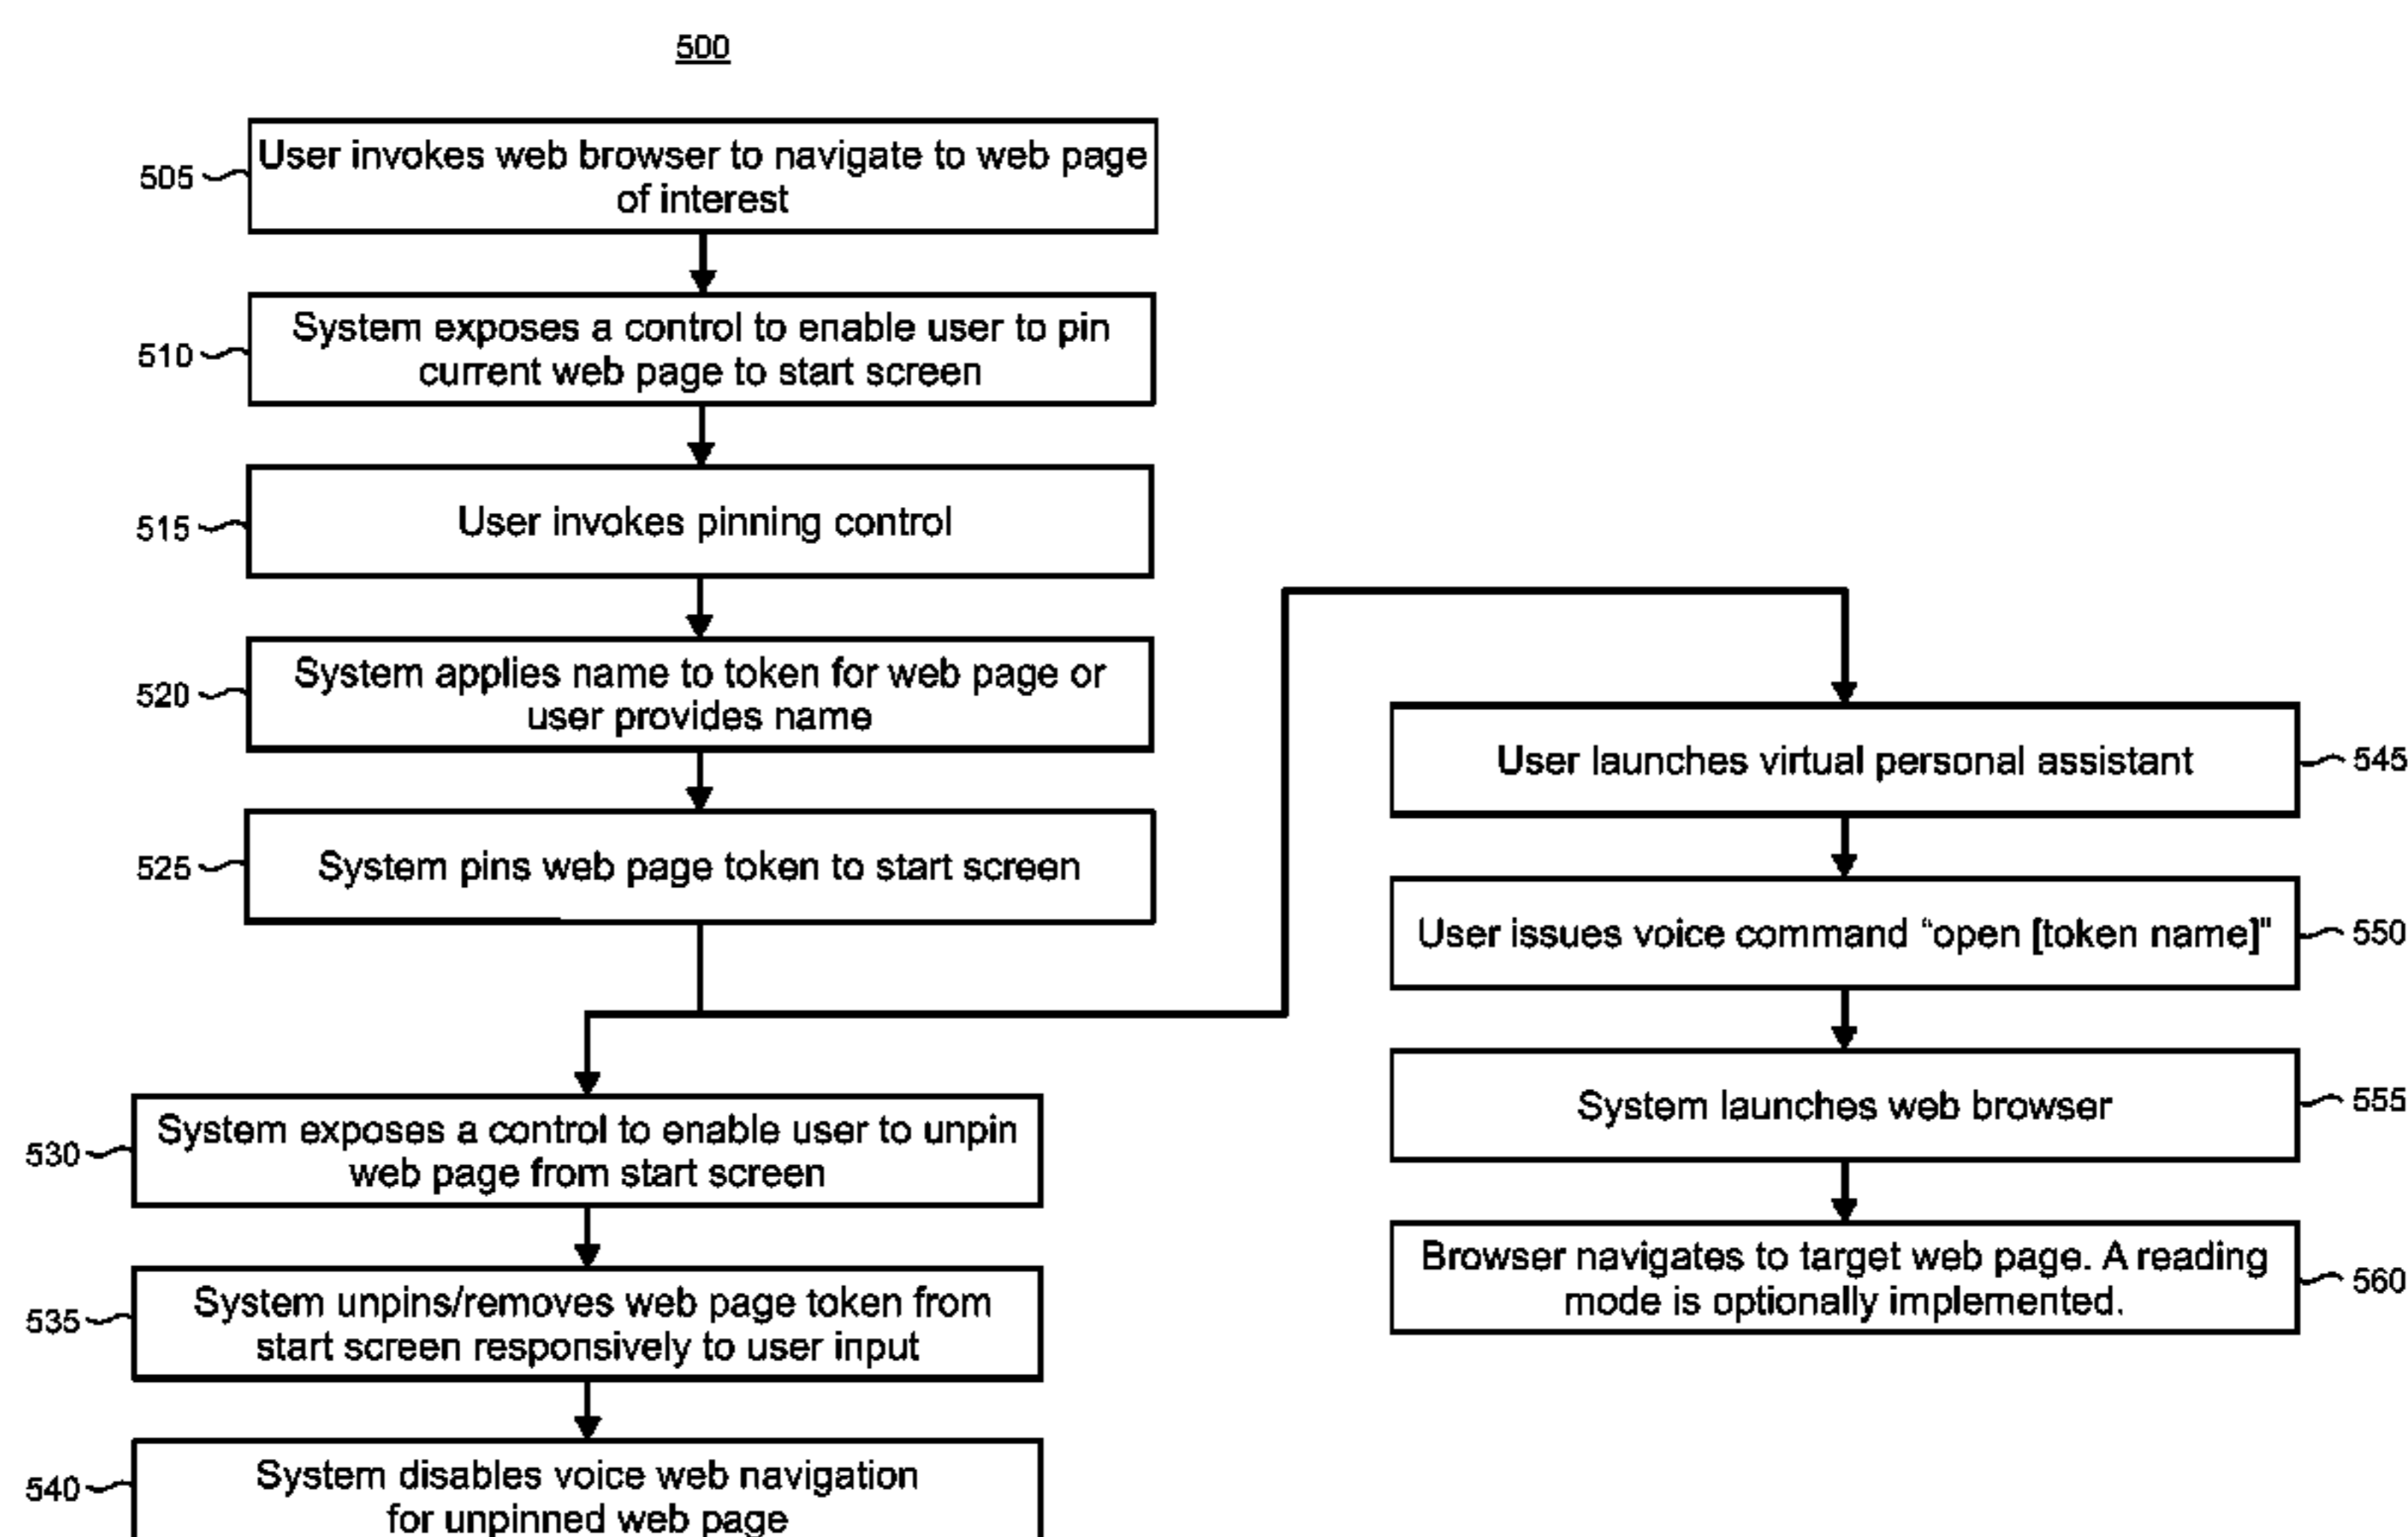 500
505
User invokes web browser to navigate to web page
of interest
510
System exposes a control to enable user to pin
current web page to start screen
515
User invokes pinning control
520
System applies name to token for web page or
user provides name
525
System pins web page token to start screen
530
System exposes a control to enable user to unpin
web page from start screen
535
System unpins/removes web page token from
start screen responsively to user input
540
System disables voice web navigation
for unpinned web page
User launches virtual personal assistant
545
User issues voice command “open [token name]"
550
System launches web browser
555
Browser navigates to target web page. A reading
mode is optionally implemented.
560